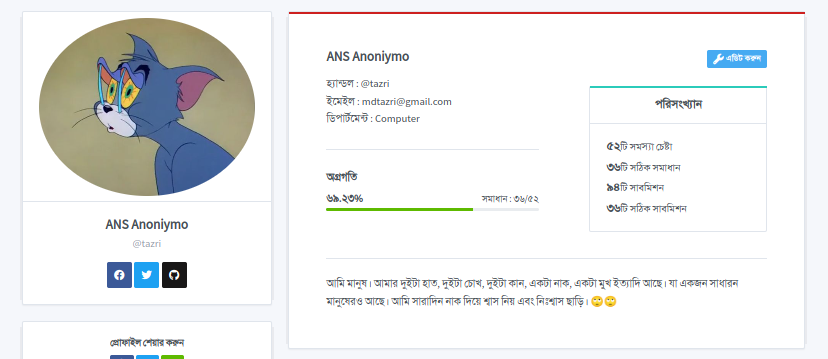 ANS Anoniymo
@tazri
প্রোফাইল শেয়ার করুন
ANS Anoniymo
এডিট করুন
হ্যান্ডল : @tazri
ইমেইল : mdtazri@gmail.com
ডিপার্টমেন্ট : Computer
অগ্রগতি
৬৯.২৩%
সমাধান : ৩৬/৫২
পরিসংখ্যান
৫২টি সমস্যা চেষ্টা
৩৬টি সঠিক সমাধান
৯৪টি সাবমিশন
৩৬টি সঠিক সাবমিশন
আমি মানুষ। আমার দুইটা হাত, দুইটা চোখ, দুইটা কান, একটা নাক, একটা মুখ ইত্যাদি আছে। যা একজন সাধারন
মানুষেরও আছে। আমি সারাদিন নাক দিয়ে শ্বাস নিয় এবং নিঃশ্বাস ছাড়ি। 🙄🙄